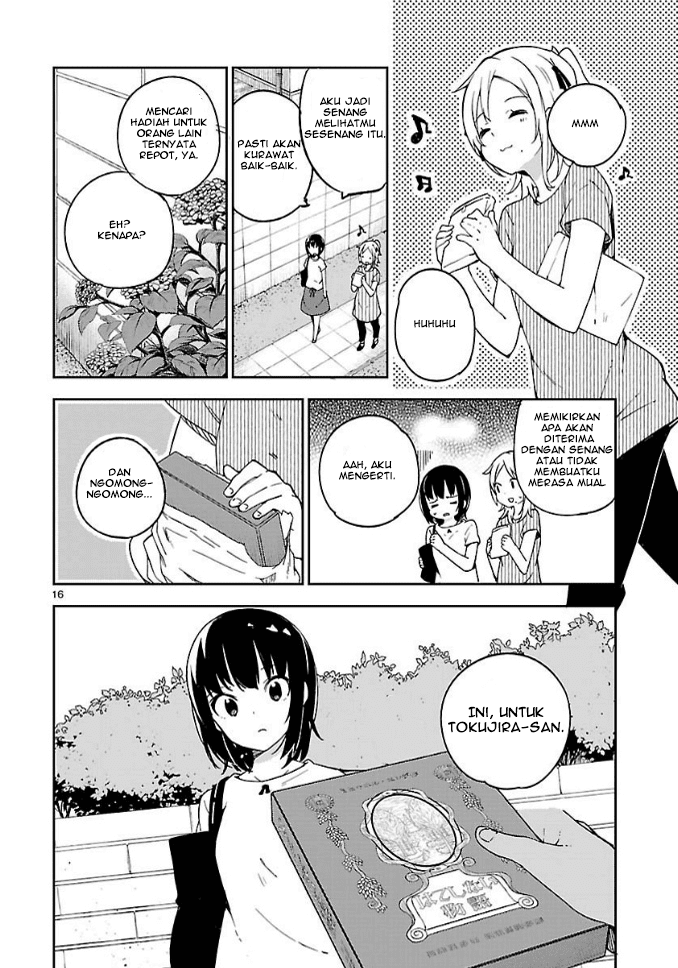 MMM
HUHUHU
AKU JADI
SENANG
MELIHATMU
SESENANG ITU.
PASTI AKAN
KURAWAT
BAIK-BAIK.
MENCARI
HADIAH UNTUK
ORANG LAIN
TERNYATA
REPOT, YA.
EH?
KENAPA?
MEMIKIRKAN
APA AKAN
DITERIMA
DENGAN SENANG
ATAU TIDAK
MEMBUATKU
MERASA MUAL
AAH, AKU
MENGERTI.
DAN
NGOMONG-
NGOMONG...
16
INI, UNTUK
TOKUJIRA-SAN.